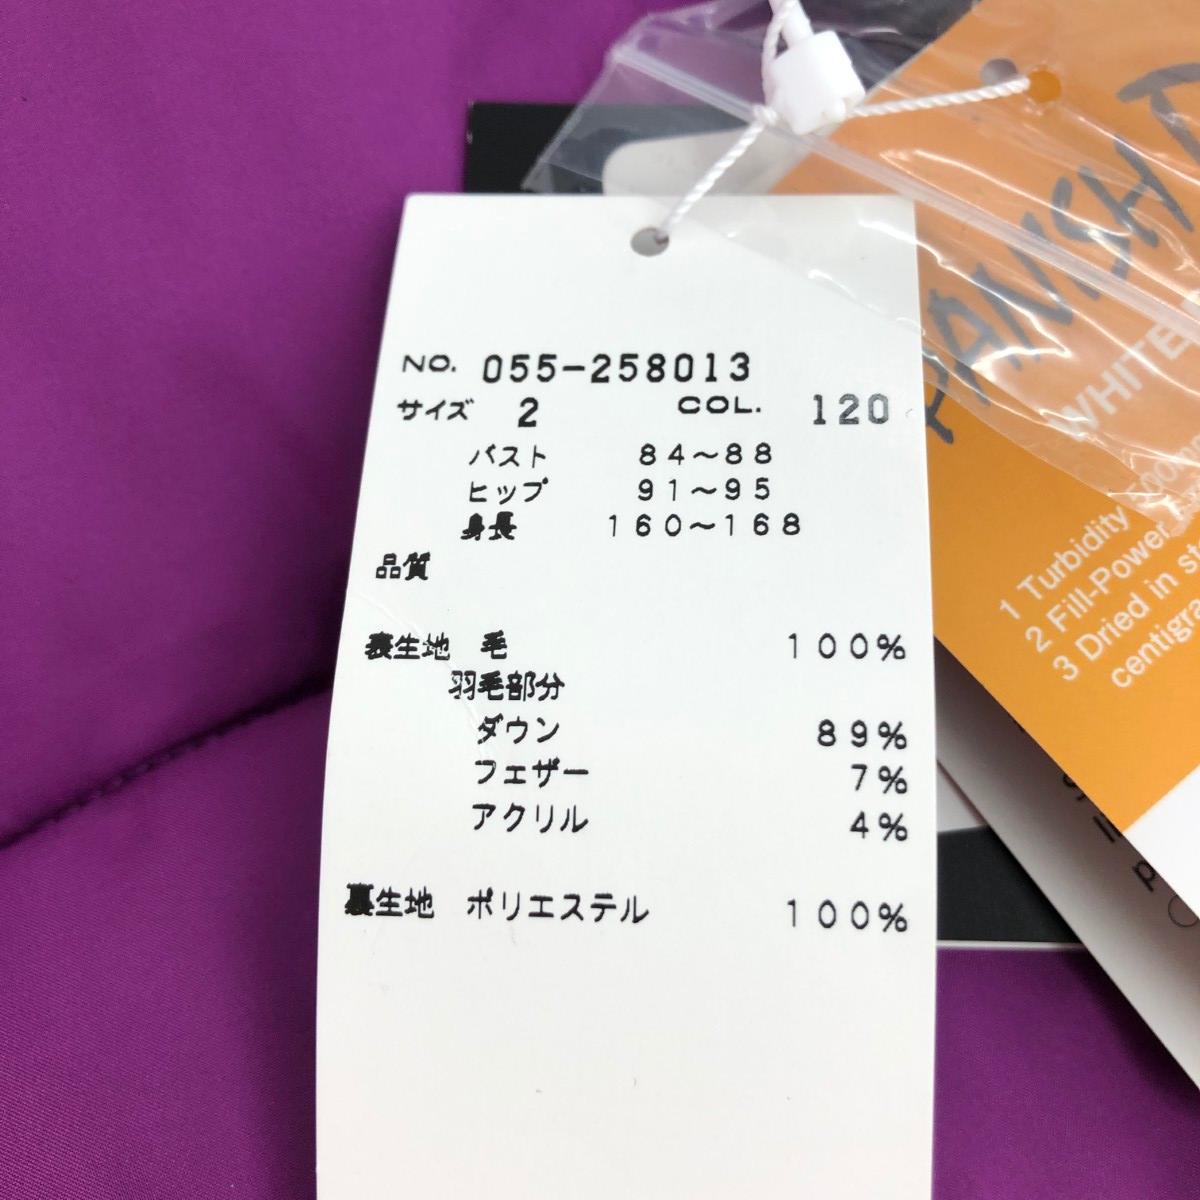 NO. 055-258013
サイズ 2 COL. 120
バスト 84～88
ヒップ 91～95
身長 160～168
品質
表生地 毛 100%
羽毛部分
ダウン 89%
フェザー 7%
アクリル 4%
裏生地 ポリエステル 100%
PANISH
WHITE
1 Turbidity
2 Fill-Power
3 Dried in
centigra